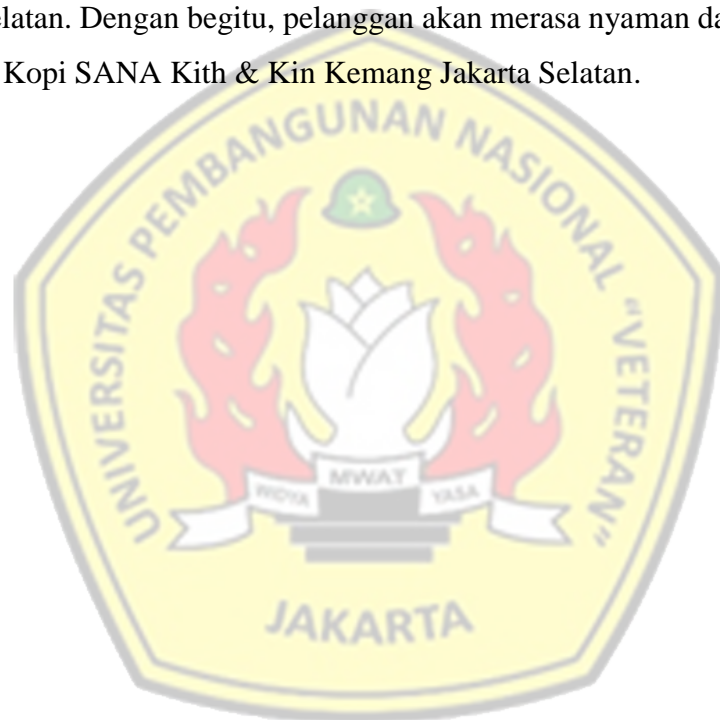 elatan. Dengan begitu, pelanggan akan merasa nyaman da
Kopi SANA Kith & Kin Kemang Jakarta Selatan.
UNIVERSITAS PEMBANGUNAN NASIONAL "VETERAN"
WIDYA MWAT YASA
JAKARTA